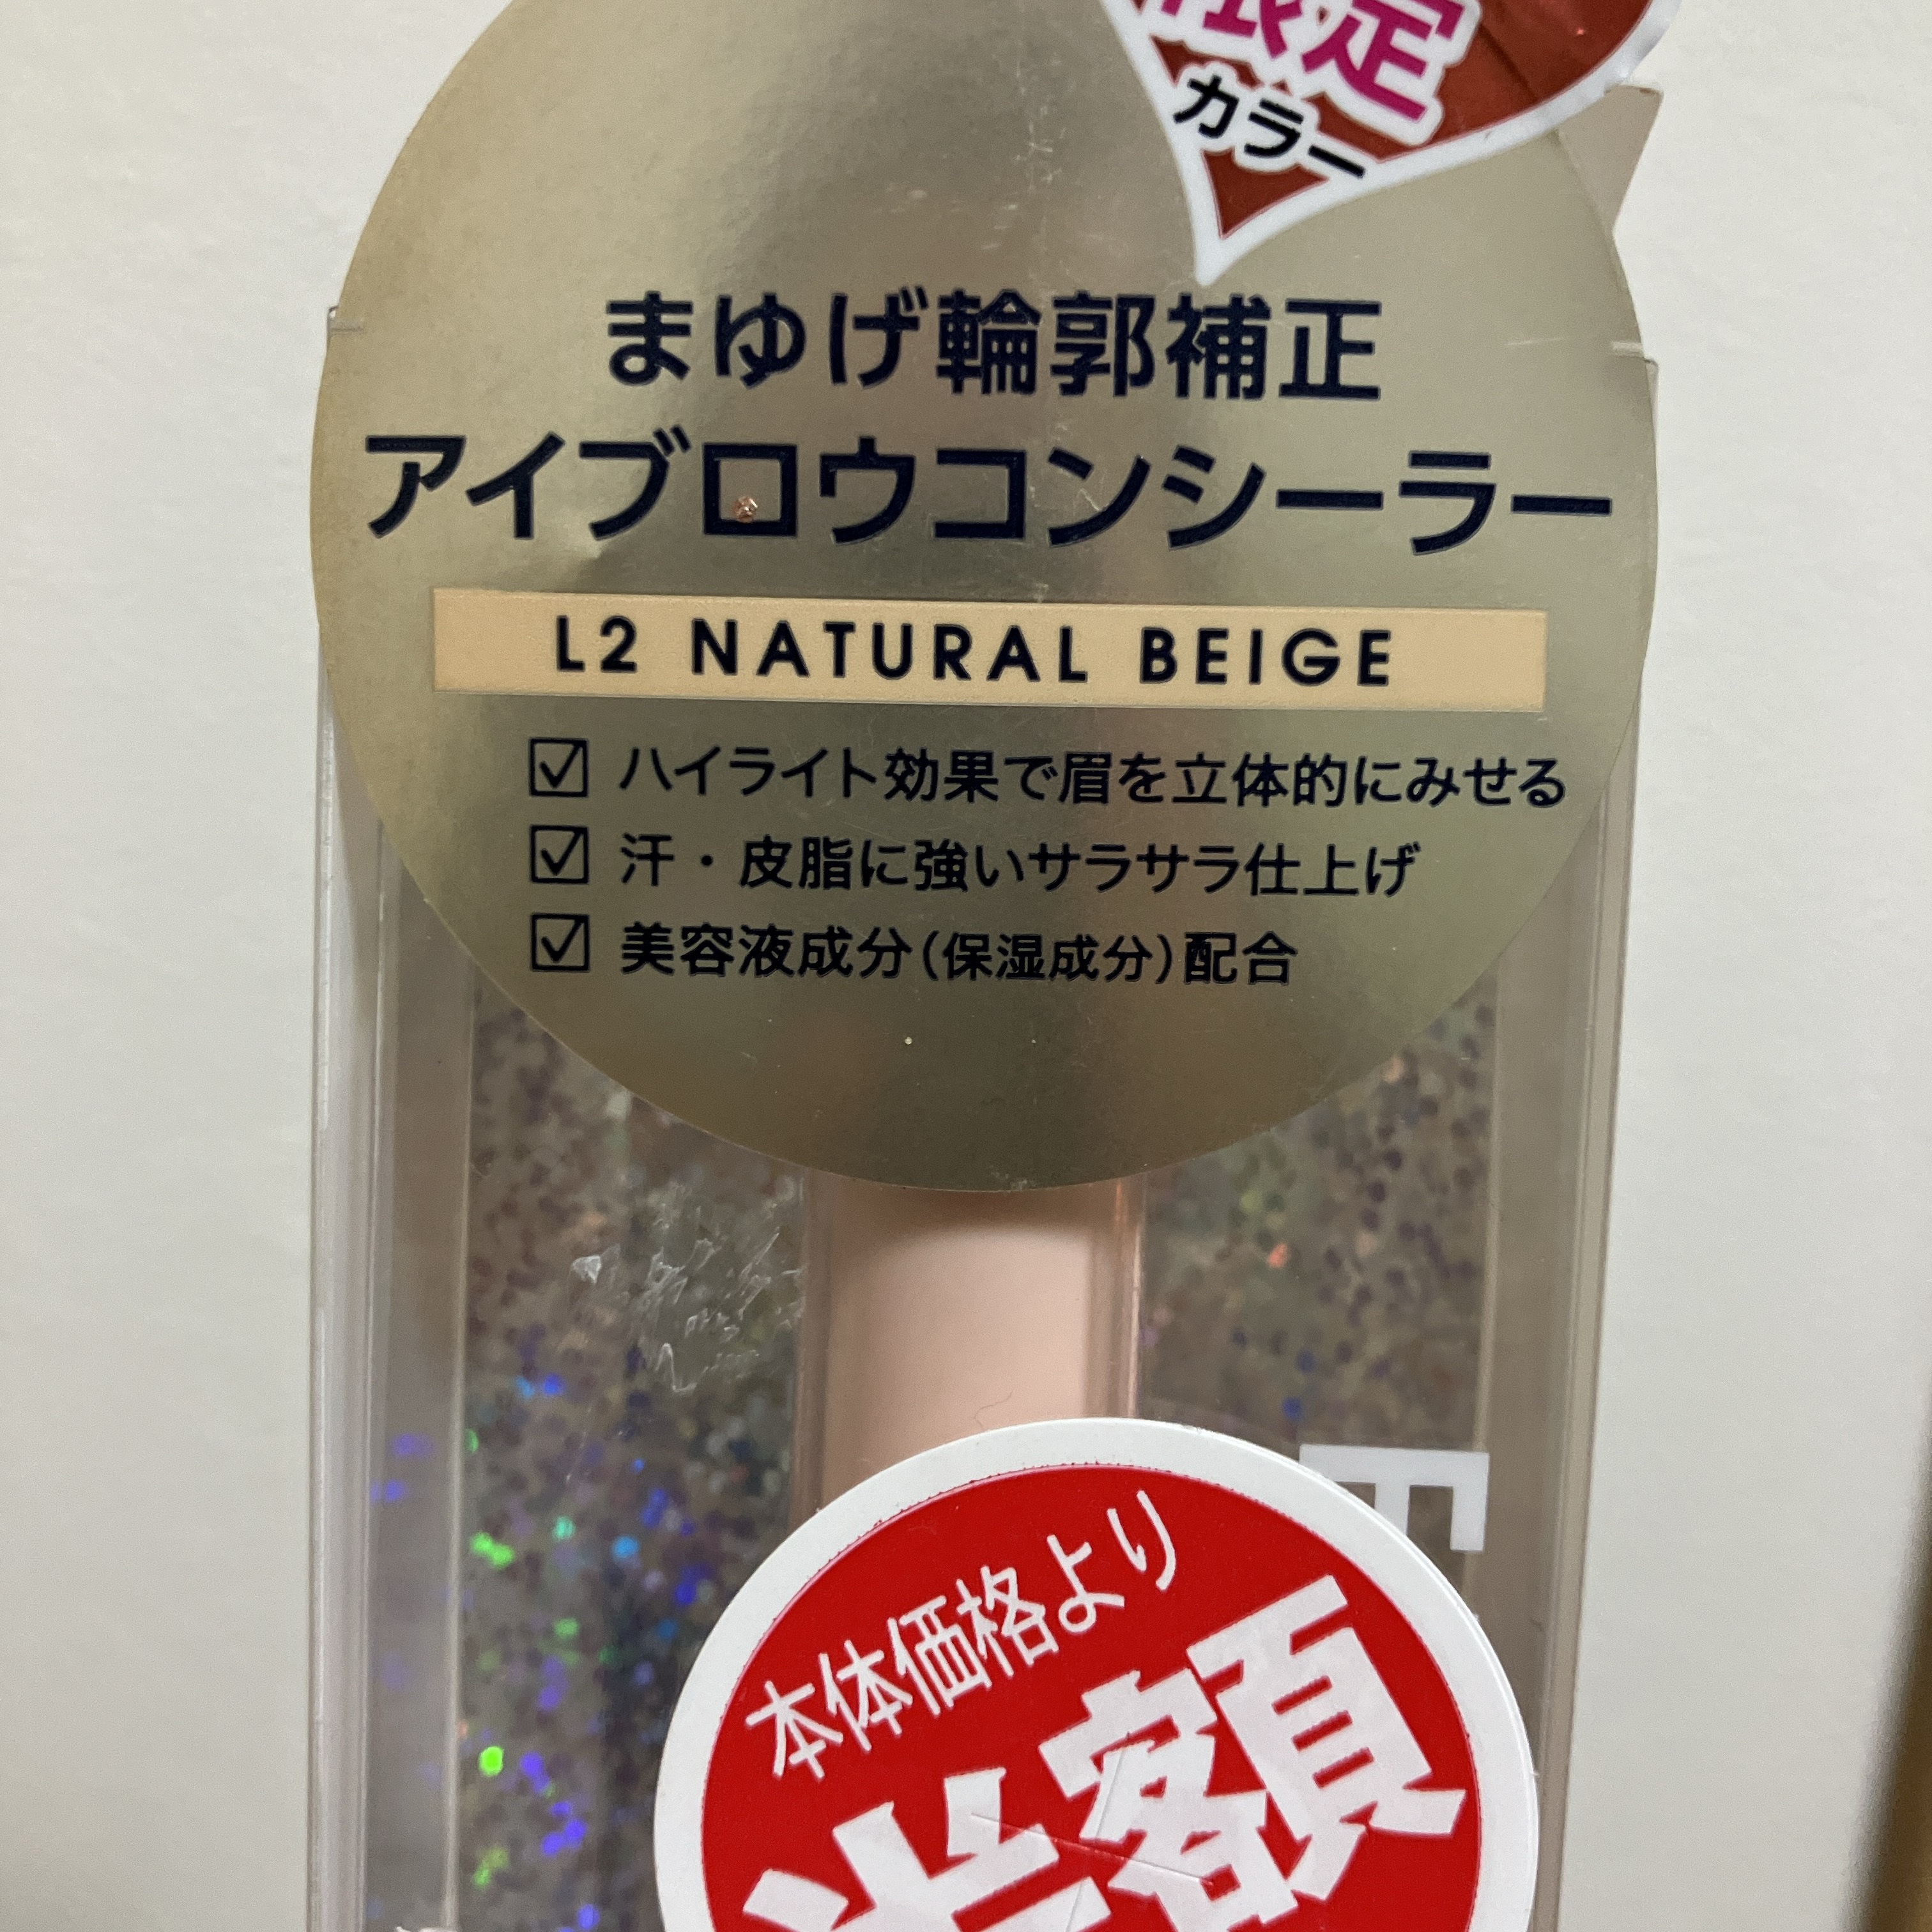 限定
カラー
まゆげ輪郭補正
アイブロウコンシーラー
L2 NATURAL BEIGE
☑ ハイライト効果で眉を立体的にみせる
☑ 汗・皮脂に強いサラサラ仕上げ
☑ 美容液成分(保湿成分)配合
E
本体価格より
半額